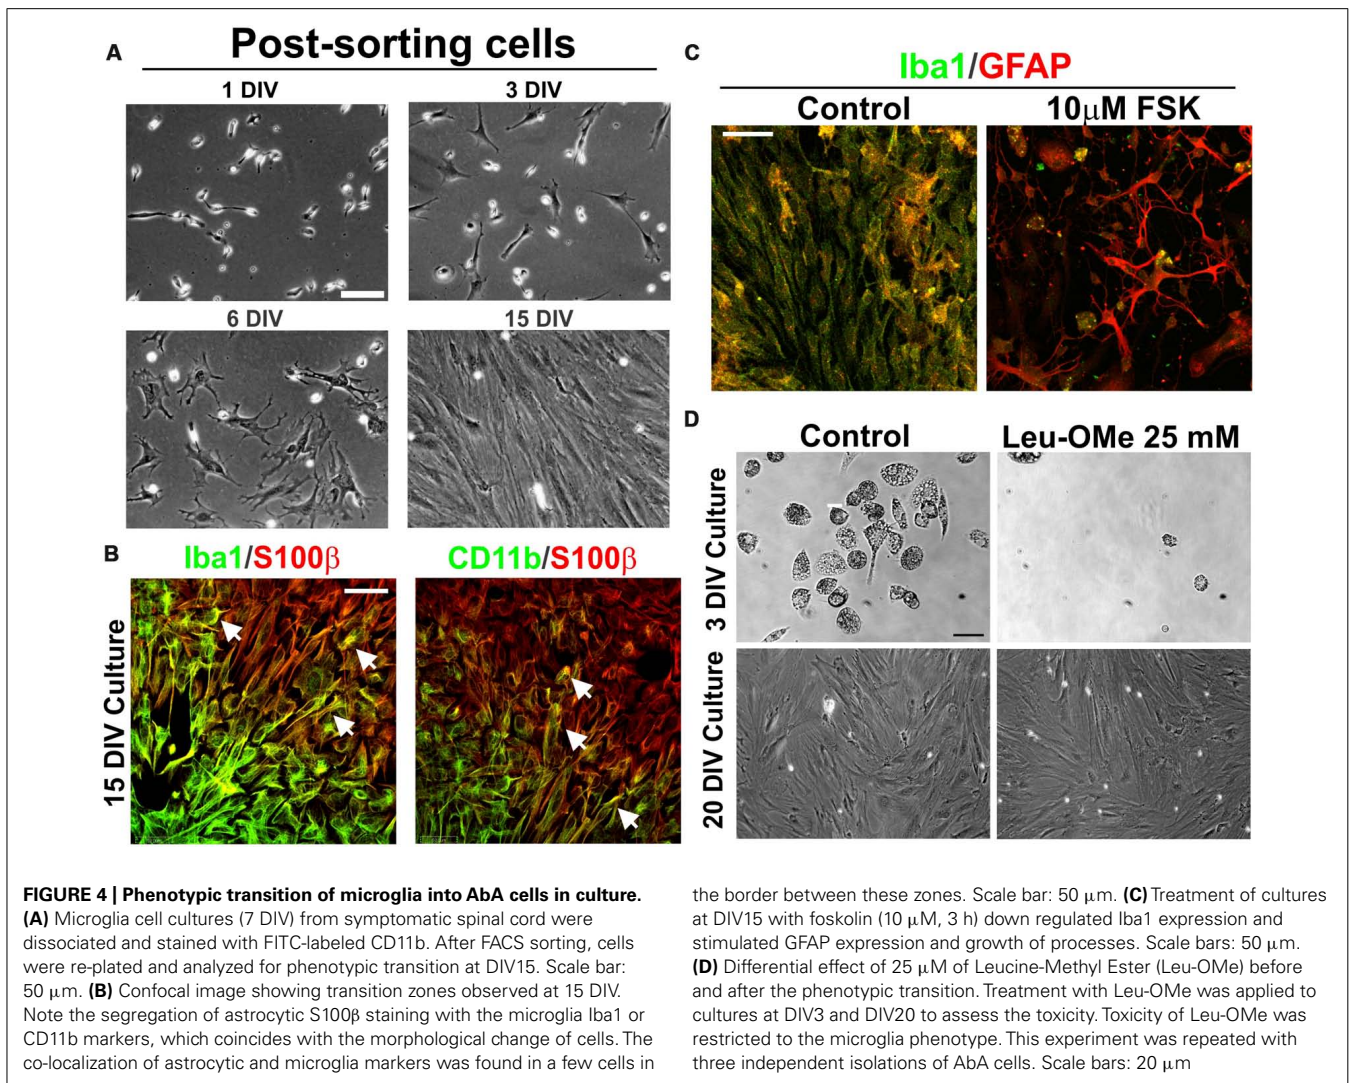 A
Post-sorting cells
1 DIV
3 DIV
6 DIV
15 DIV
B
Iba1/S100β
CD11b/S100β
15 DIV Culture
C
Iba1/GFAP
Control
10μM FSK
D
Control
Leu-OMe 25 mM
3 DIV Culture
20 DIV Culture
FIGURE 4 | Phenotypic transition of microglia into AbA cells in culture.
(A) Microglia cell cultures (7 DIV) from symptomatic spinal cord were
dissociated and stained with FITC-labeled CD11b. After FACS sorting, cells
were re-plated and analyzed for phenotypic transition at DIV15. Scale bar:
50 μm. (B) Confocal image showing transition zones observed at 15 DIV.
Note the segregation of astrocytic S100β staining with the microglia Iba1 or
CD11b markers, which coincides with the morphological change of cells. The
co-localization of astrocytic and microglia markers was found in a few cells in
the border between these zones. Scale bar: 50 μm. (C) Treatment of cultures
at DIV15 with foskolin (10 μM, 3 h) down regulated Iba1 expression and
stimulated GFAP expression and growth of processes. Scale bars: 50 μm.
(D) Differential effect of 25 μM of Leucine-Methyl Ester (Leu-OMe) before
and after the phenotypic transition. Treatment with Leu-OMe was applied to
cultures at DIV3 and DIV20 to assess the toxicity. Toxicity of Leu-OMe was
restricted to the microglia phenotype. This experiment was repeated with
three independent isolations of AbA cells. Scale bars: 20 μm